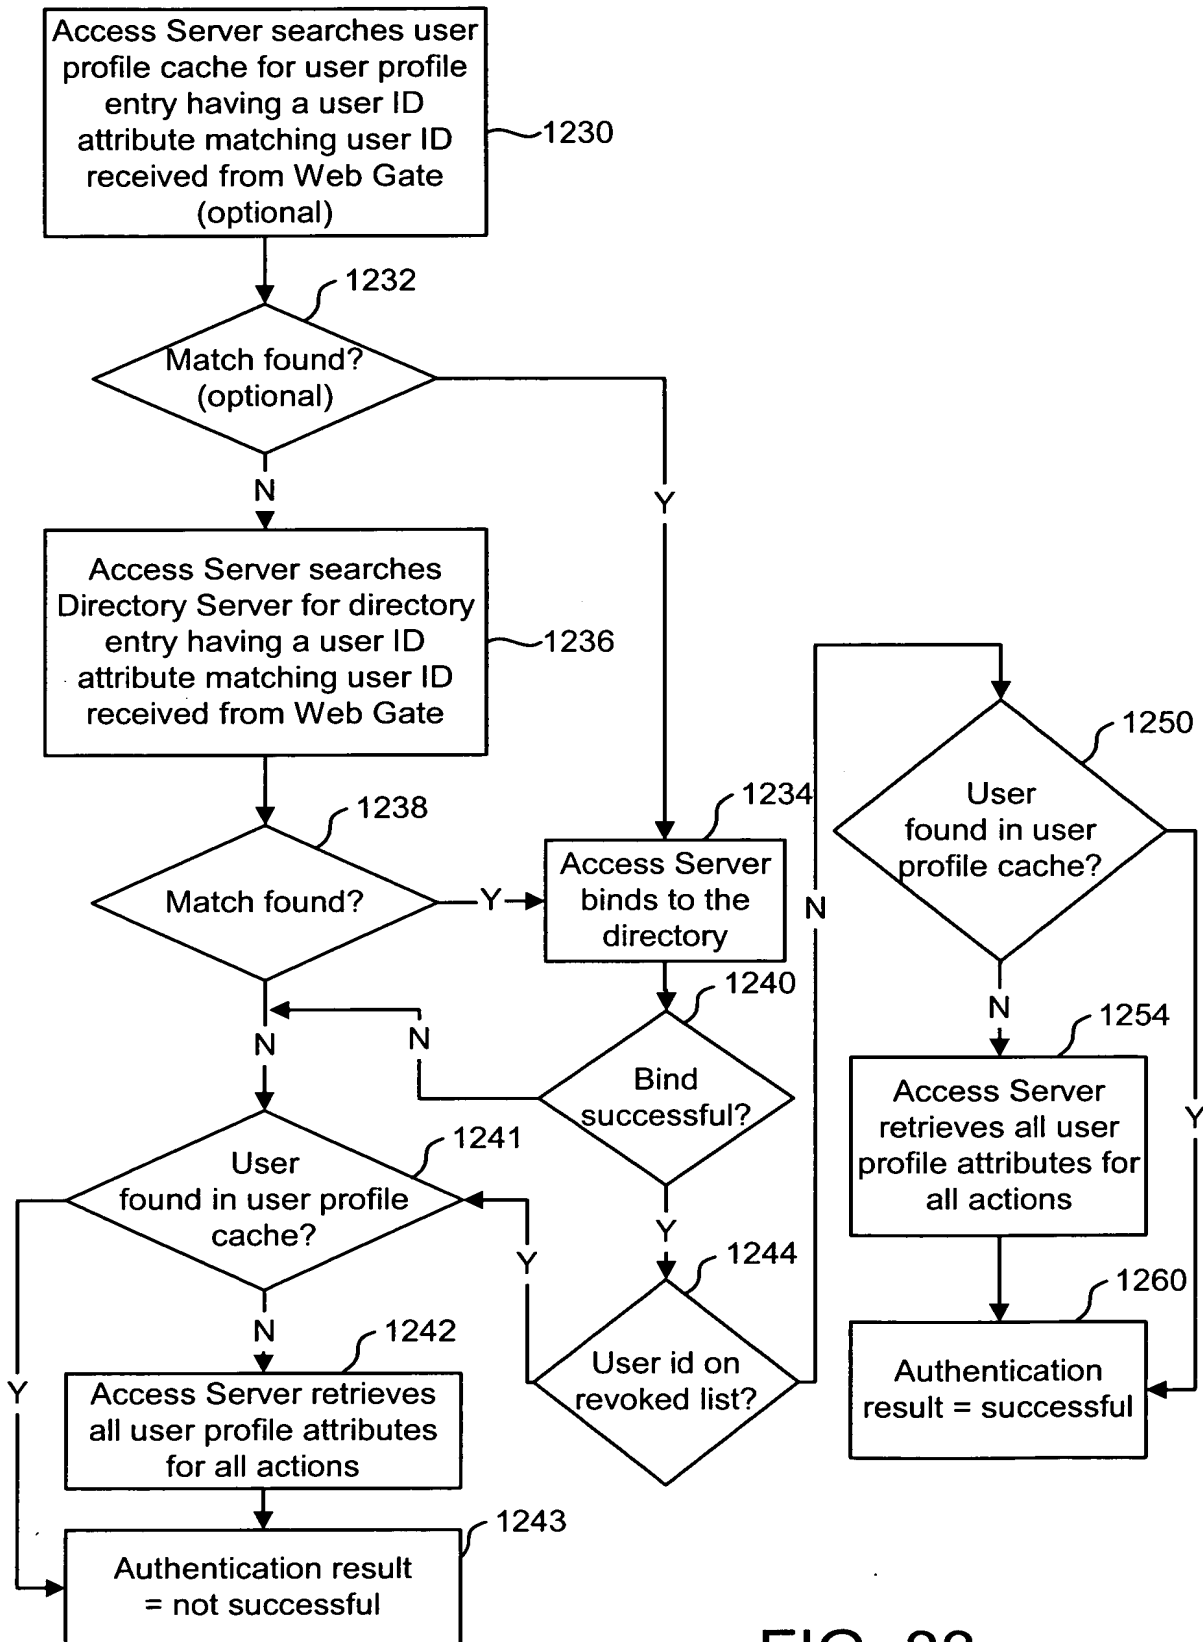 Access Server searches user
profile cache for user profile
entry having a user ID
attribute matching user ID
received from Web Gate
(optional)
1230
1232
Match found?
(optional)
N
Y
Access Server searches
Directory Server for directory
entry having a user ID
attribute matching user ID
received from Web Gate
1236
1238
Match found?
Y
N
1234
Access Server
binds to the
directory
1240
Bind
successful?
N
Y
1241
User
found in user profile
cache?
Y
N
1242
Access Server retrieves
all user profile attributes
for all actions
1243
Authentication result
= not successful
1244
User id on
revoked list?
Y
N
1250
User
found in user
profile cache?
N
Y
1254
Access Server
retrieves all user
profile attributes for
all actions
1260
Authentication
result = successful